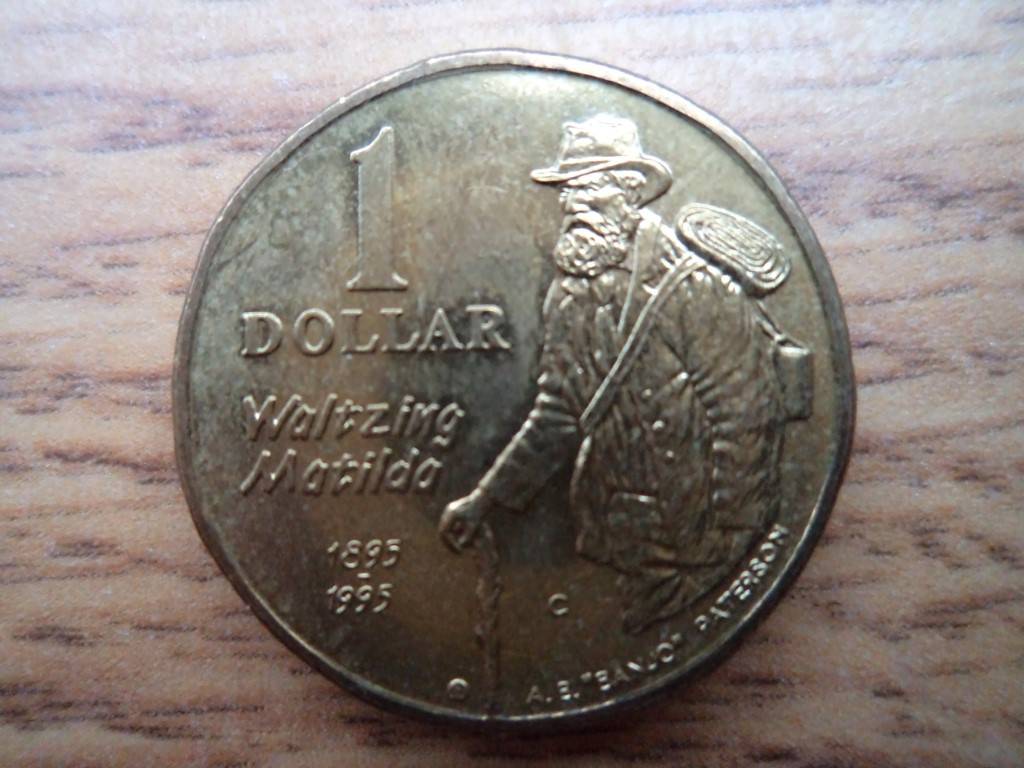 1
DOLLAR
Waltzing
Matilda
1895
-
1995
C
A. B. "BANJO" PATERSON